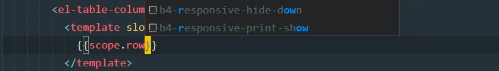 <el-table-colum b4-responsive-hide-down
<template slo b4-responsive-print-show
{{scope.row}}
</template>